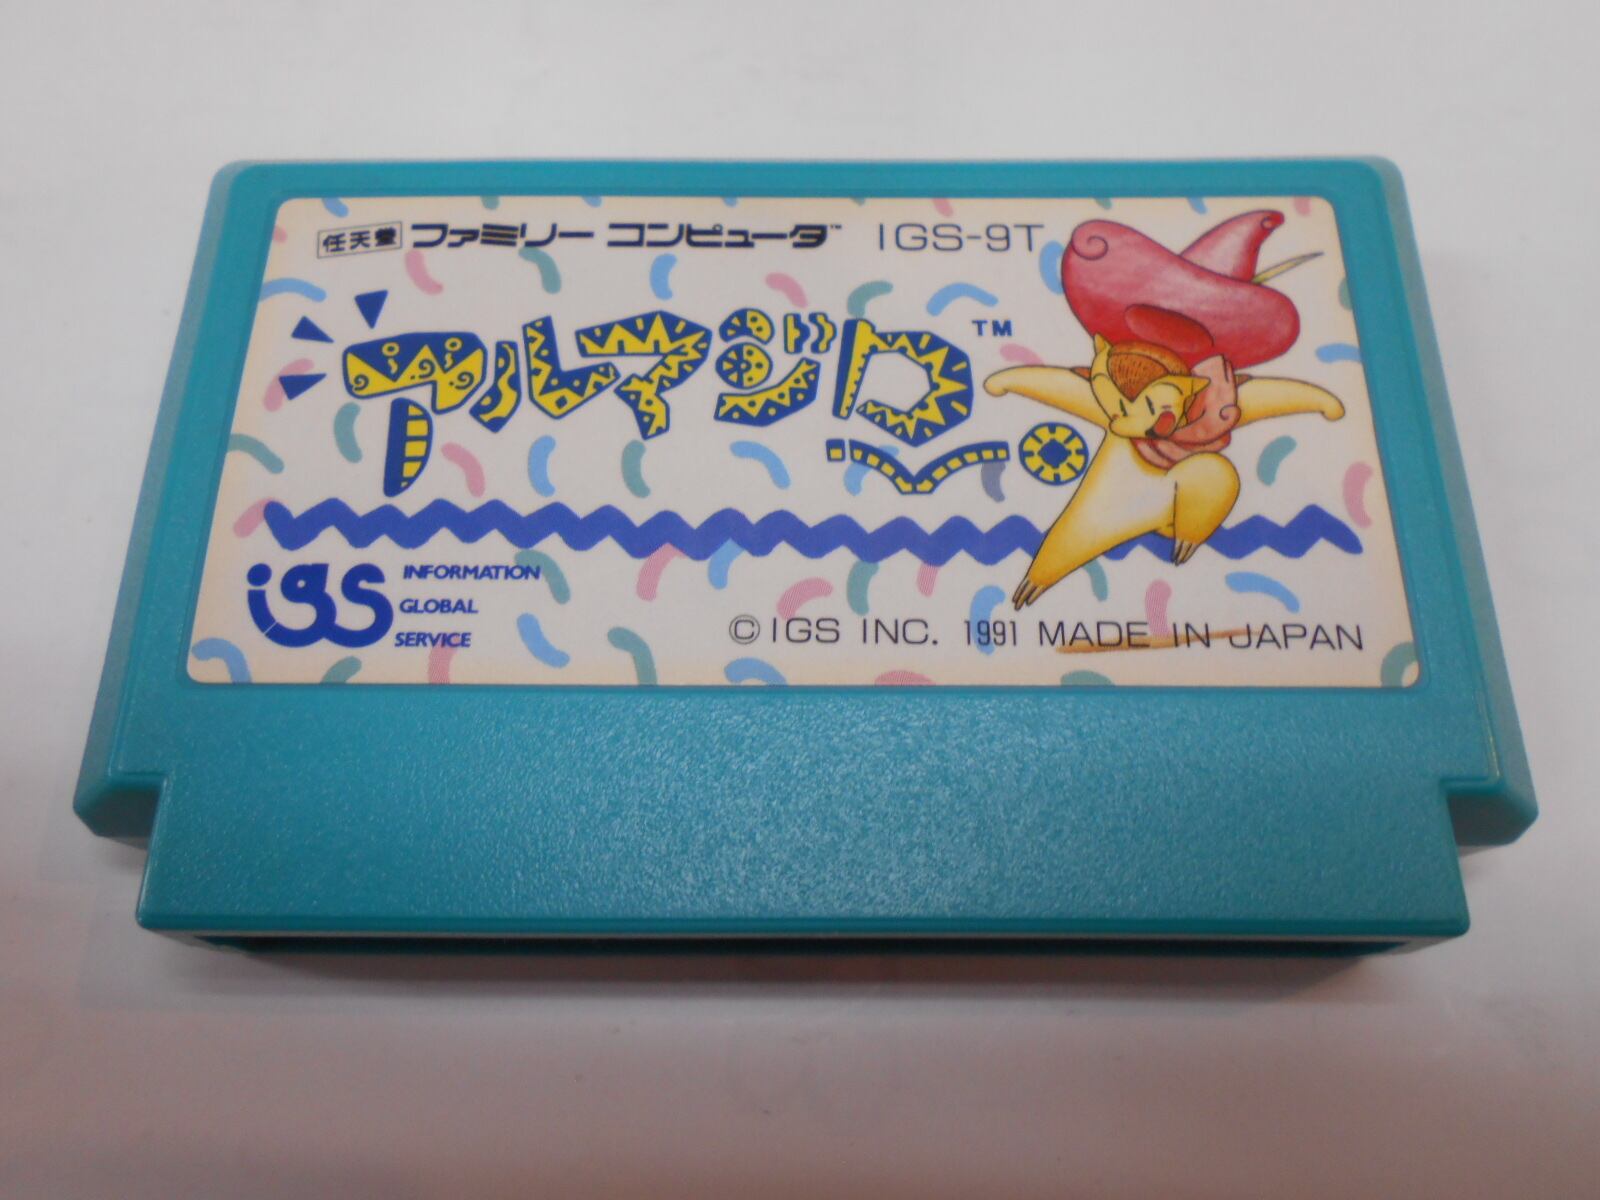 任天堂 ファミリー コンピュータ™ IGS-9T
アルマジロ™
igs INFORMATION
GLOBAL
SERVICE
©IGS INC. 1991 MADE IN JAPAN